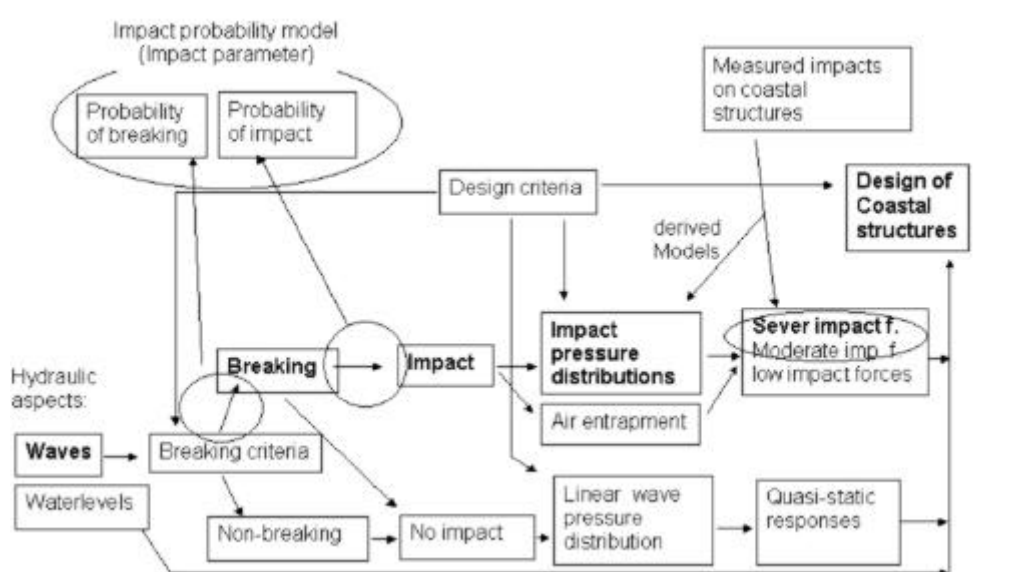 Impact probability model
(Impact parameter)
Probability
of breaking
Probability
of impact
Measured impacts
on coastal
structures
Design criteria
Design of
Coastal
structures
derived
Models
Impact
pressure
distributions
Sever impact f.
Moderate imp. f
low impact forces
Breaking
Impact
Hydraulic
aspects:
Air entrapment
Waves
Breaking criteria
Waterlevels
Non-breaking
No impact
Linear wave
pressure
distribution
Quasi-static
responses